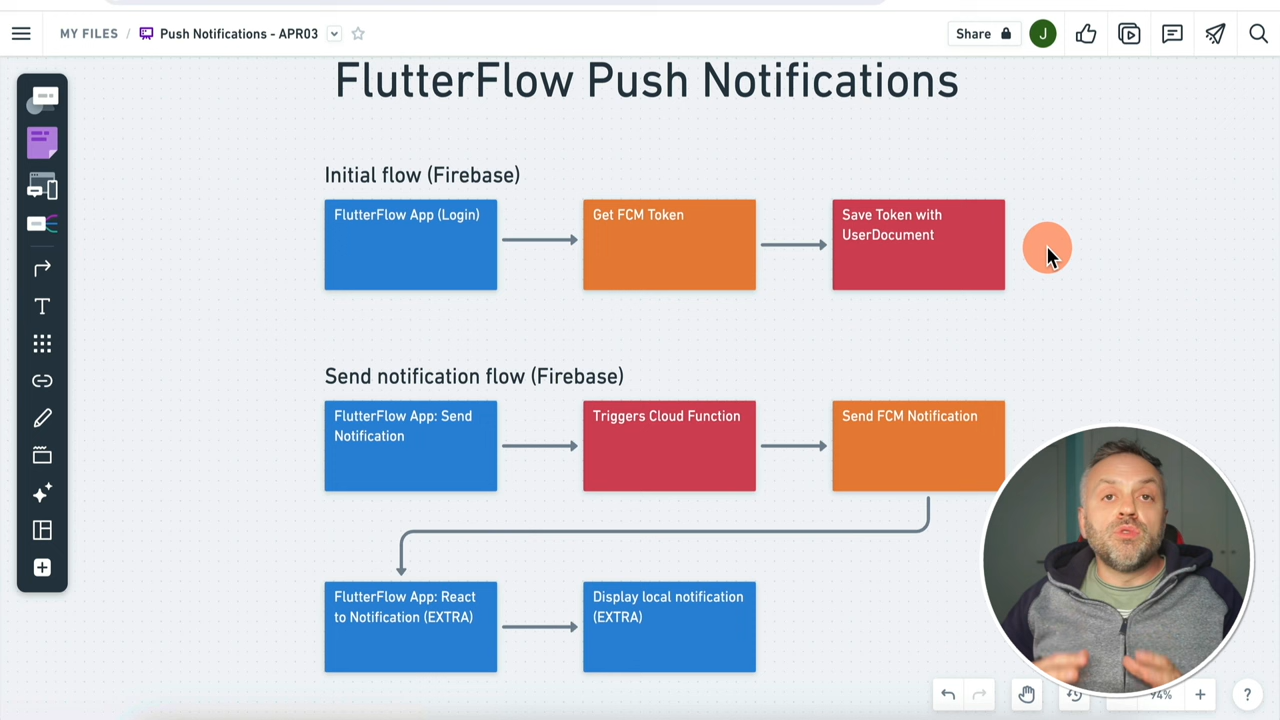 MY FILES / Push Notifications - APR03
Share
J
FlutterFlow Push Notifications
Initial flow (Firebase)
FlutterFlow App (Login)
Get FCM Token
Save Token with
UserDocument
Send notification flow (Firebase)
FlutterFlow App: Send
Notification
Triggers Cloud Function
Send FCM Notification
FlutterFlow App: React
to Notification (EXTRA)
Display local notification
(EXTRA)
94%
?